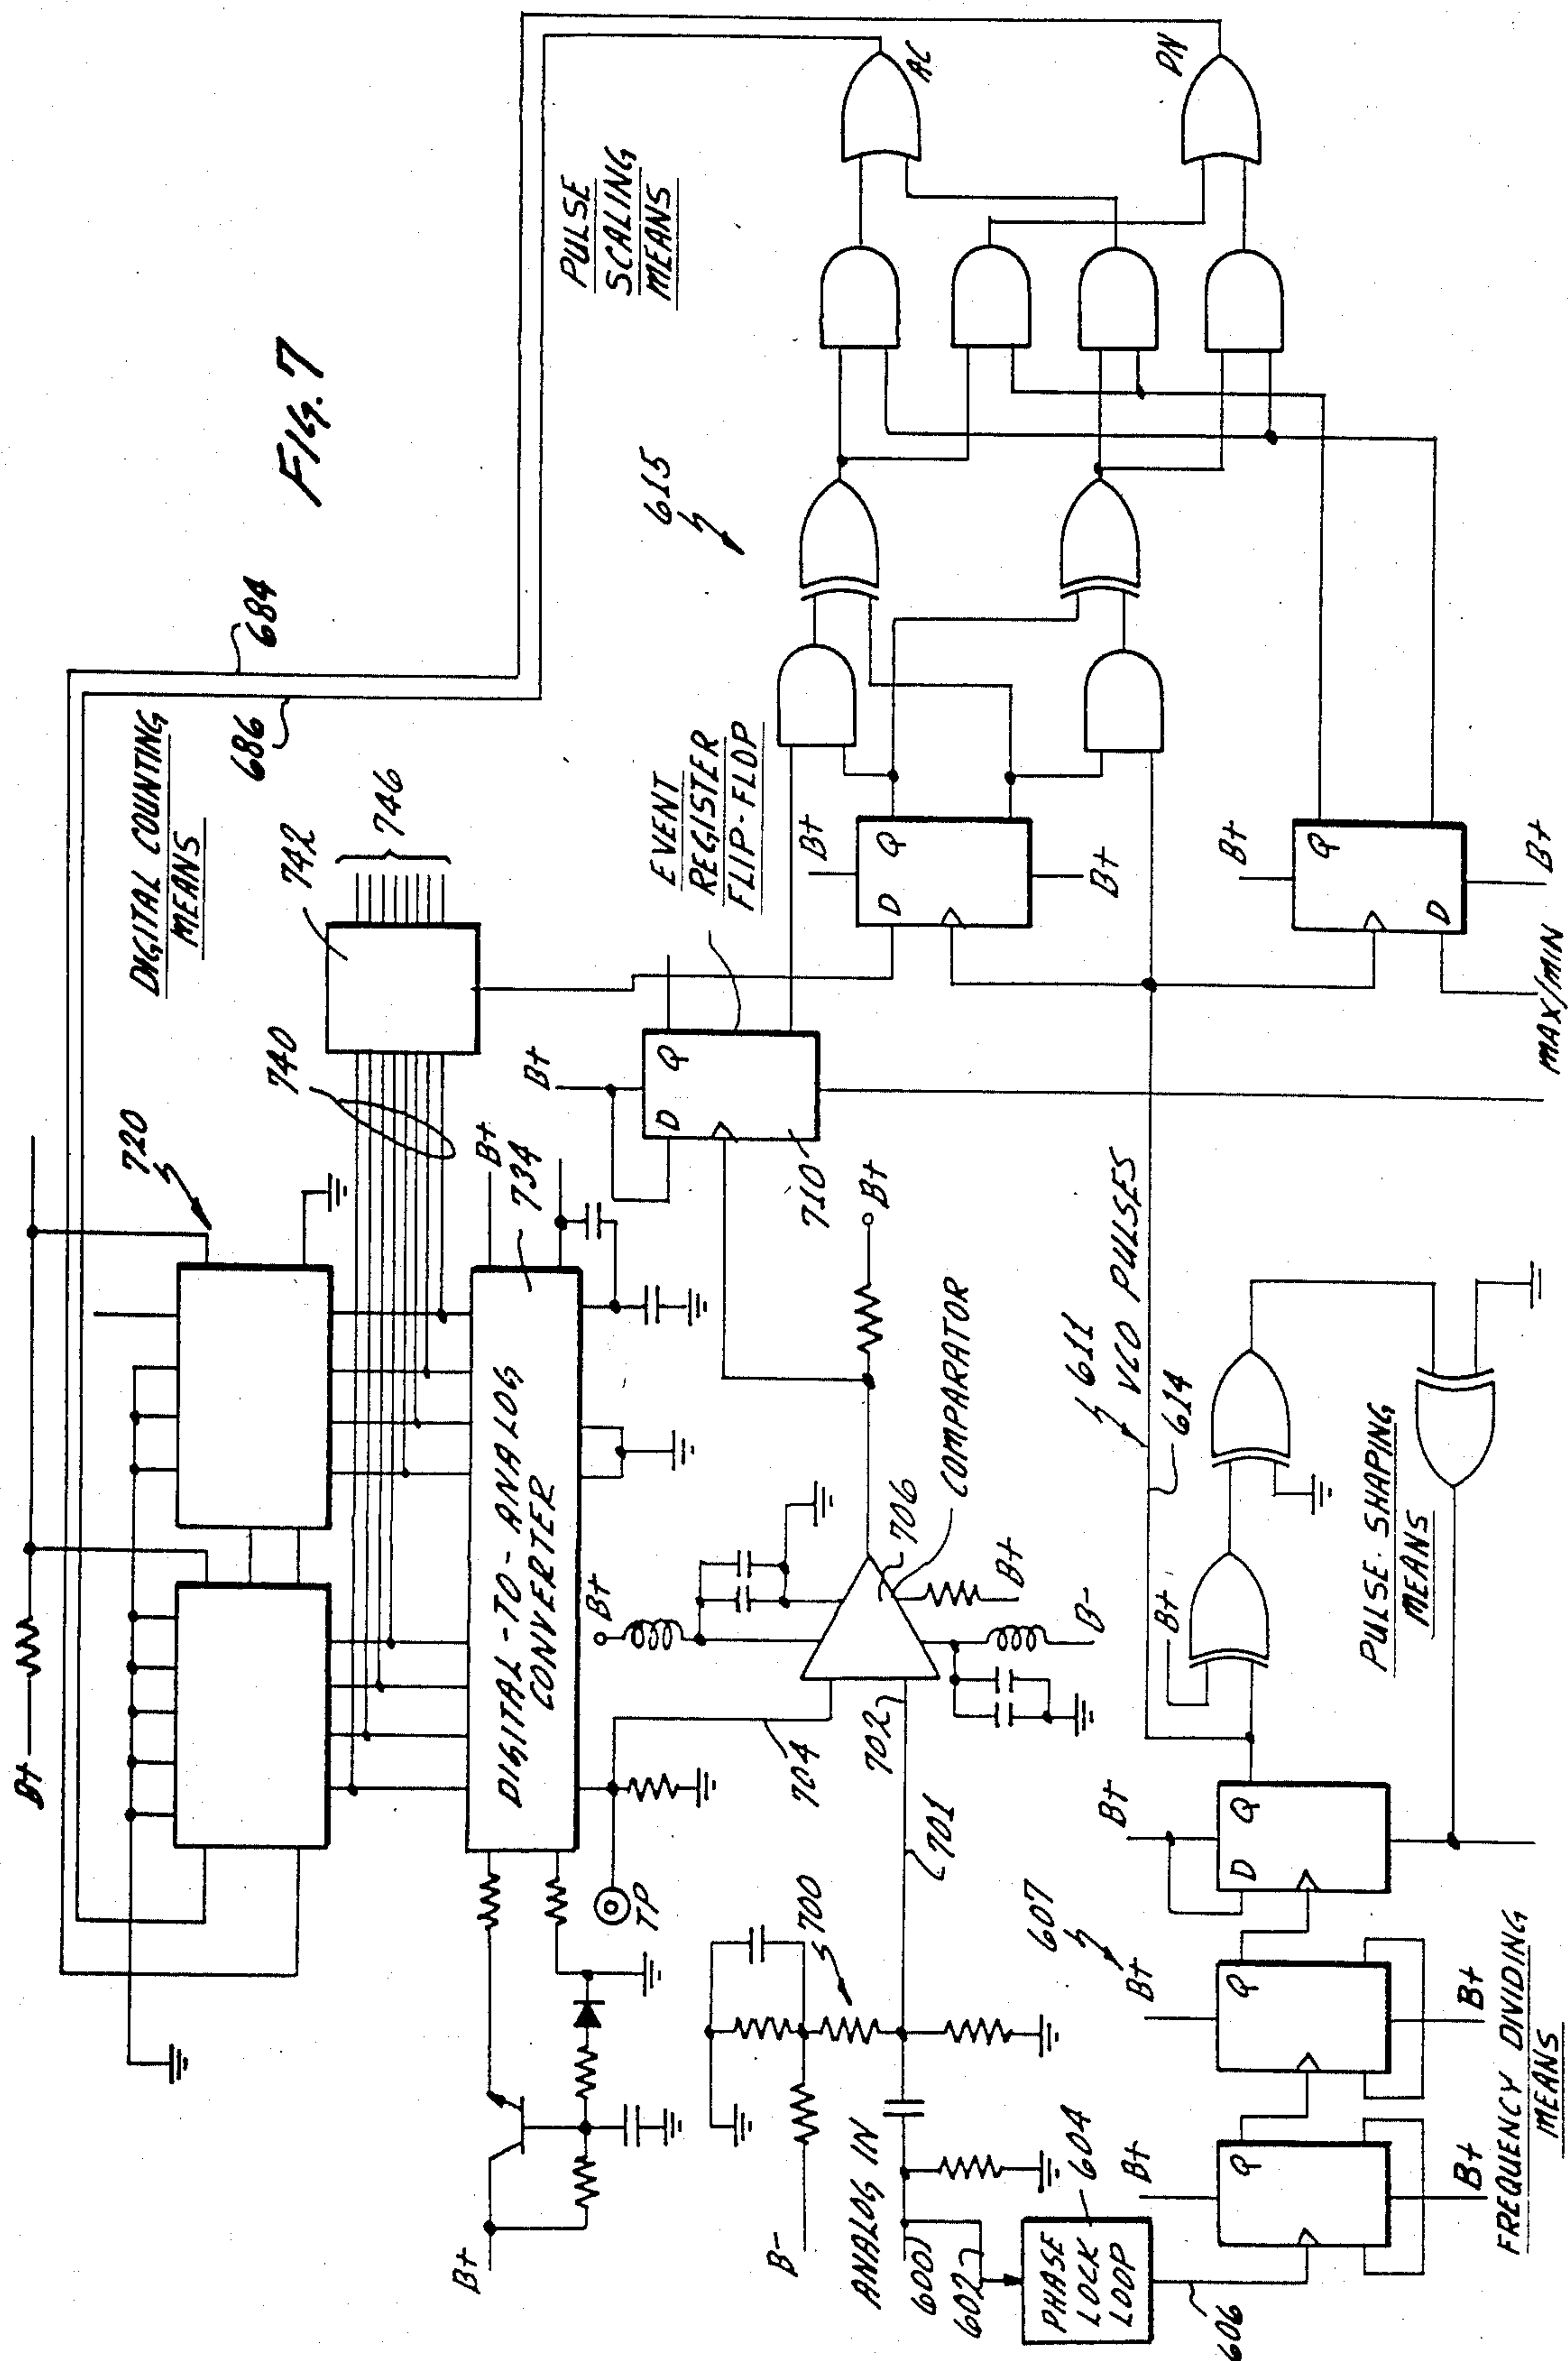 FIG. 7
B+
720
DIGITAL COUNTING
MEANS
684
686
740
742
746
B+
734
DIGITAL-TO-ANALOG
CONVERTER
B+
TP
PULSE
SCALING
MEANS
B+
EVENT
REGISTER
FLIP-FLOP
D
Q
710
B+
615
AC
DN
B-
700
ANALOG IN
600
602
701
702
704
B+
706
COMPARATOR
B+
B-
B+
D
Q
B+
PHASE
LOCK
LOOP
604
606
611
VCO PULSES
614
B+
Q
B+
607
B+
Q
B+
FREQUENCY DIVIDING
MEANS
B+
D
Q
B+
PULSE SHAPING
MEANS
B+
Q
D
B+
MAX/MIN